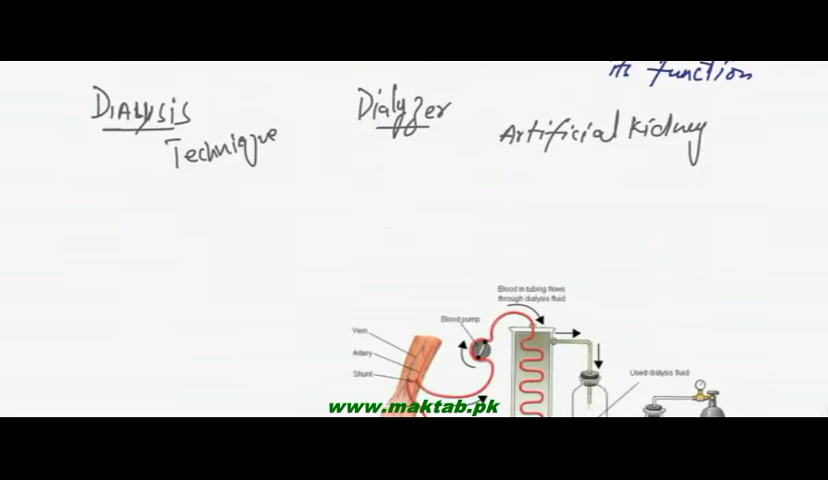 Its function
DIALYSIS
Technique
Dialyzer
Artificial Kidney
Blood in tubing flows
through dialysis fluid
Blood pump
Vein
Artery
Shunt
Used dialysis fluid
www.maktab.pk